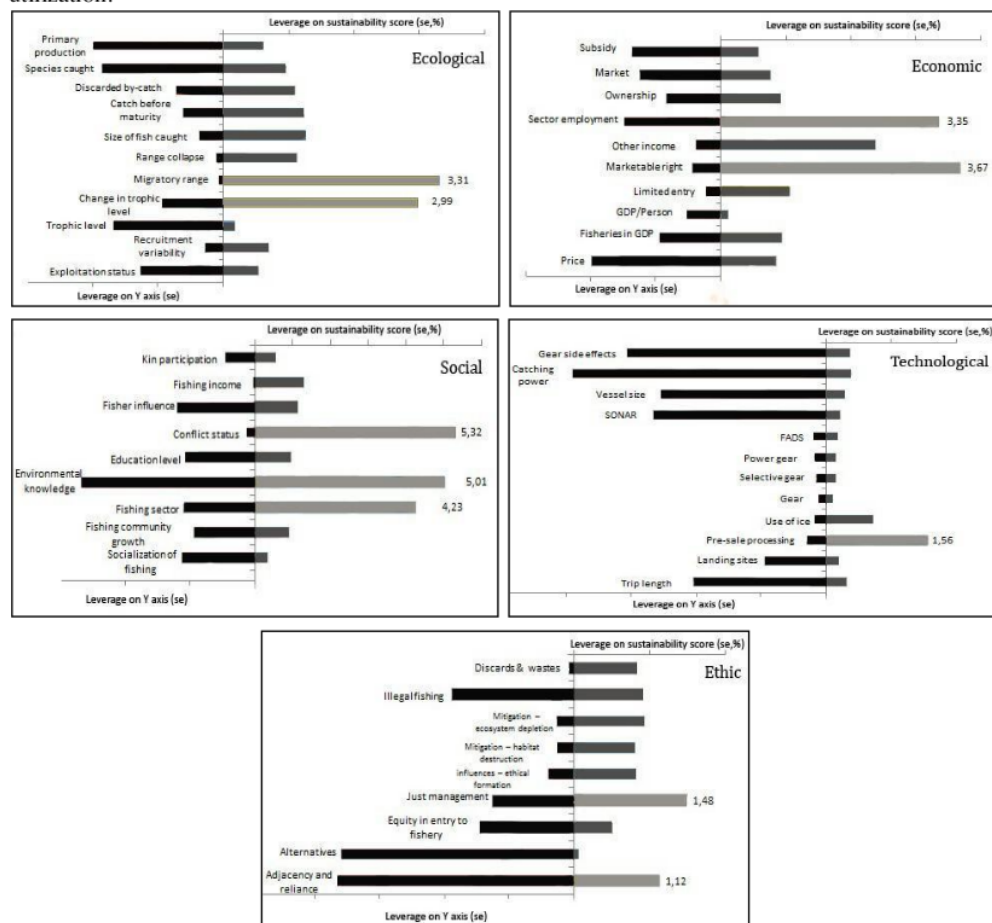 utilization.
Leverage on sustainability score (se,%)
Ecological
Primary
production
Species caught
Discarded by-catch
Catch before
maturity
Size of fish caught
Range collapse
Migratory range
3,31
Change in trophic
level
2,99
Trophic level
Recruitment
variability
Exploitation status
Leverage on Y axis (se)
Leverage on sustainability score (se,%)
Economic
Subsidy
Market
Ownership
Sector employment
3,35
Other income
Marketable right
3,67
Limited entry
GDP/Person
Fisheries in GDP
Price
Leverage on Y axis (se)
Leverage on sustainability score (se,%)
Social
Kin participation
Fishing income
Fisher influence
Conflict status
5,32
Education level
Environmental
knowledge
5,01
Fishing sector
4,23
Fishing community
growth
Socialization of
fishing
Leverage on Y axis (se)
Leverage on sustainability score (se,%)
Technological
Gear side effects
Catching
power
Vessel size
SONAR
FADS
Power gear
Selective gear
Gear
Use of ice
Pre-sale processing
1,56
Landing sites
Trip length
Leverage on Y axis (se)
Leverage on sustainability score (se,%)
Ethic
Discards & wastes
Illegal fishing
Mitigation –
ecosystem depletion
Mitigation – habitat
destruction
influences – ethical
formation
Just management
1,48
Equity in entry to
fishery
Alternatives
Adjacency and
reliance
1,12
Leverage on Y axis (se)